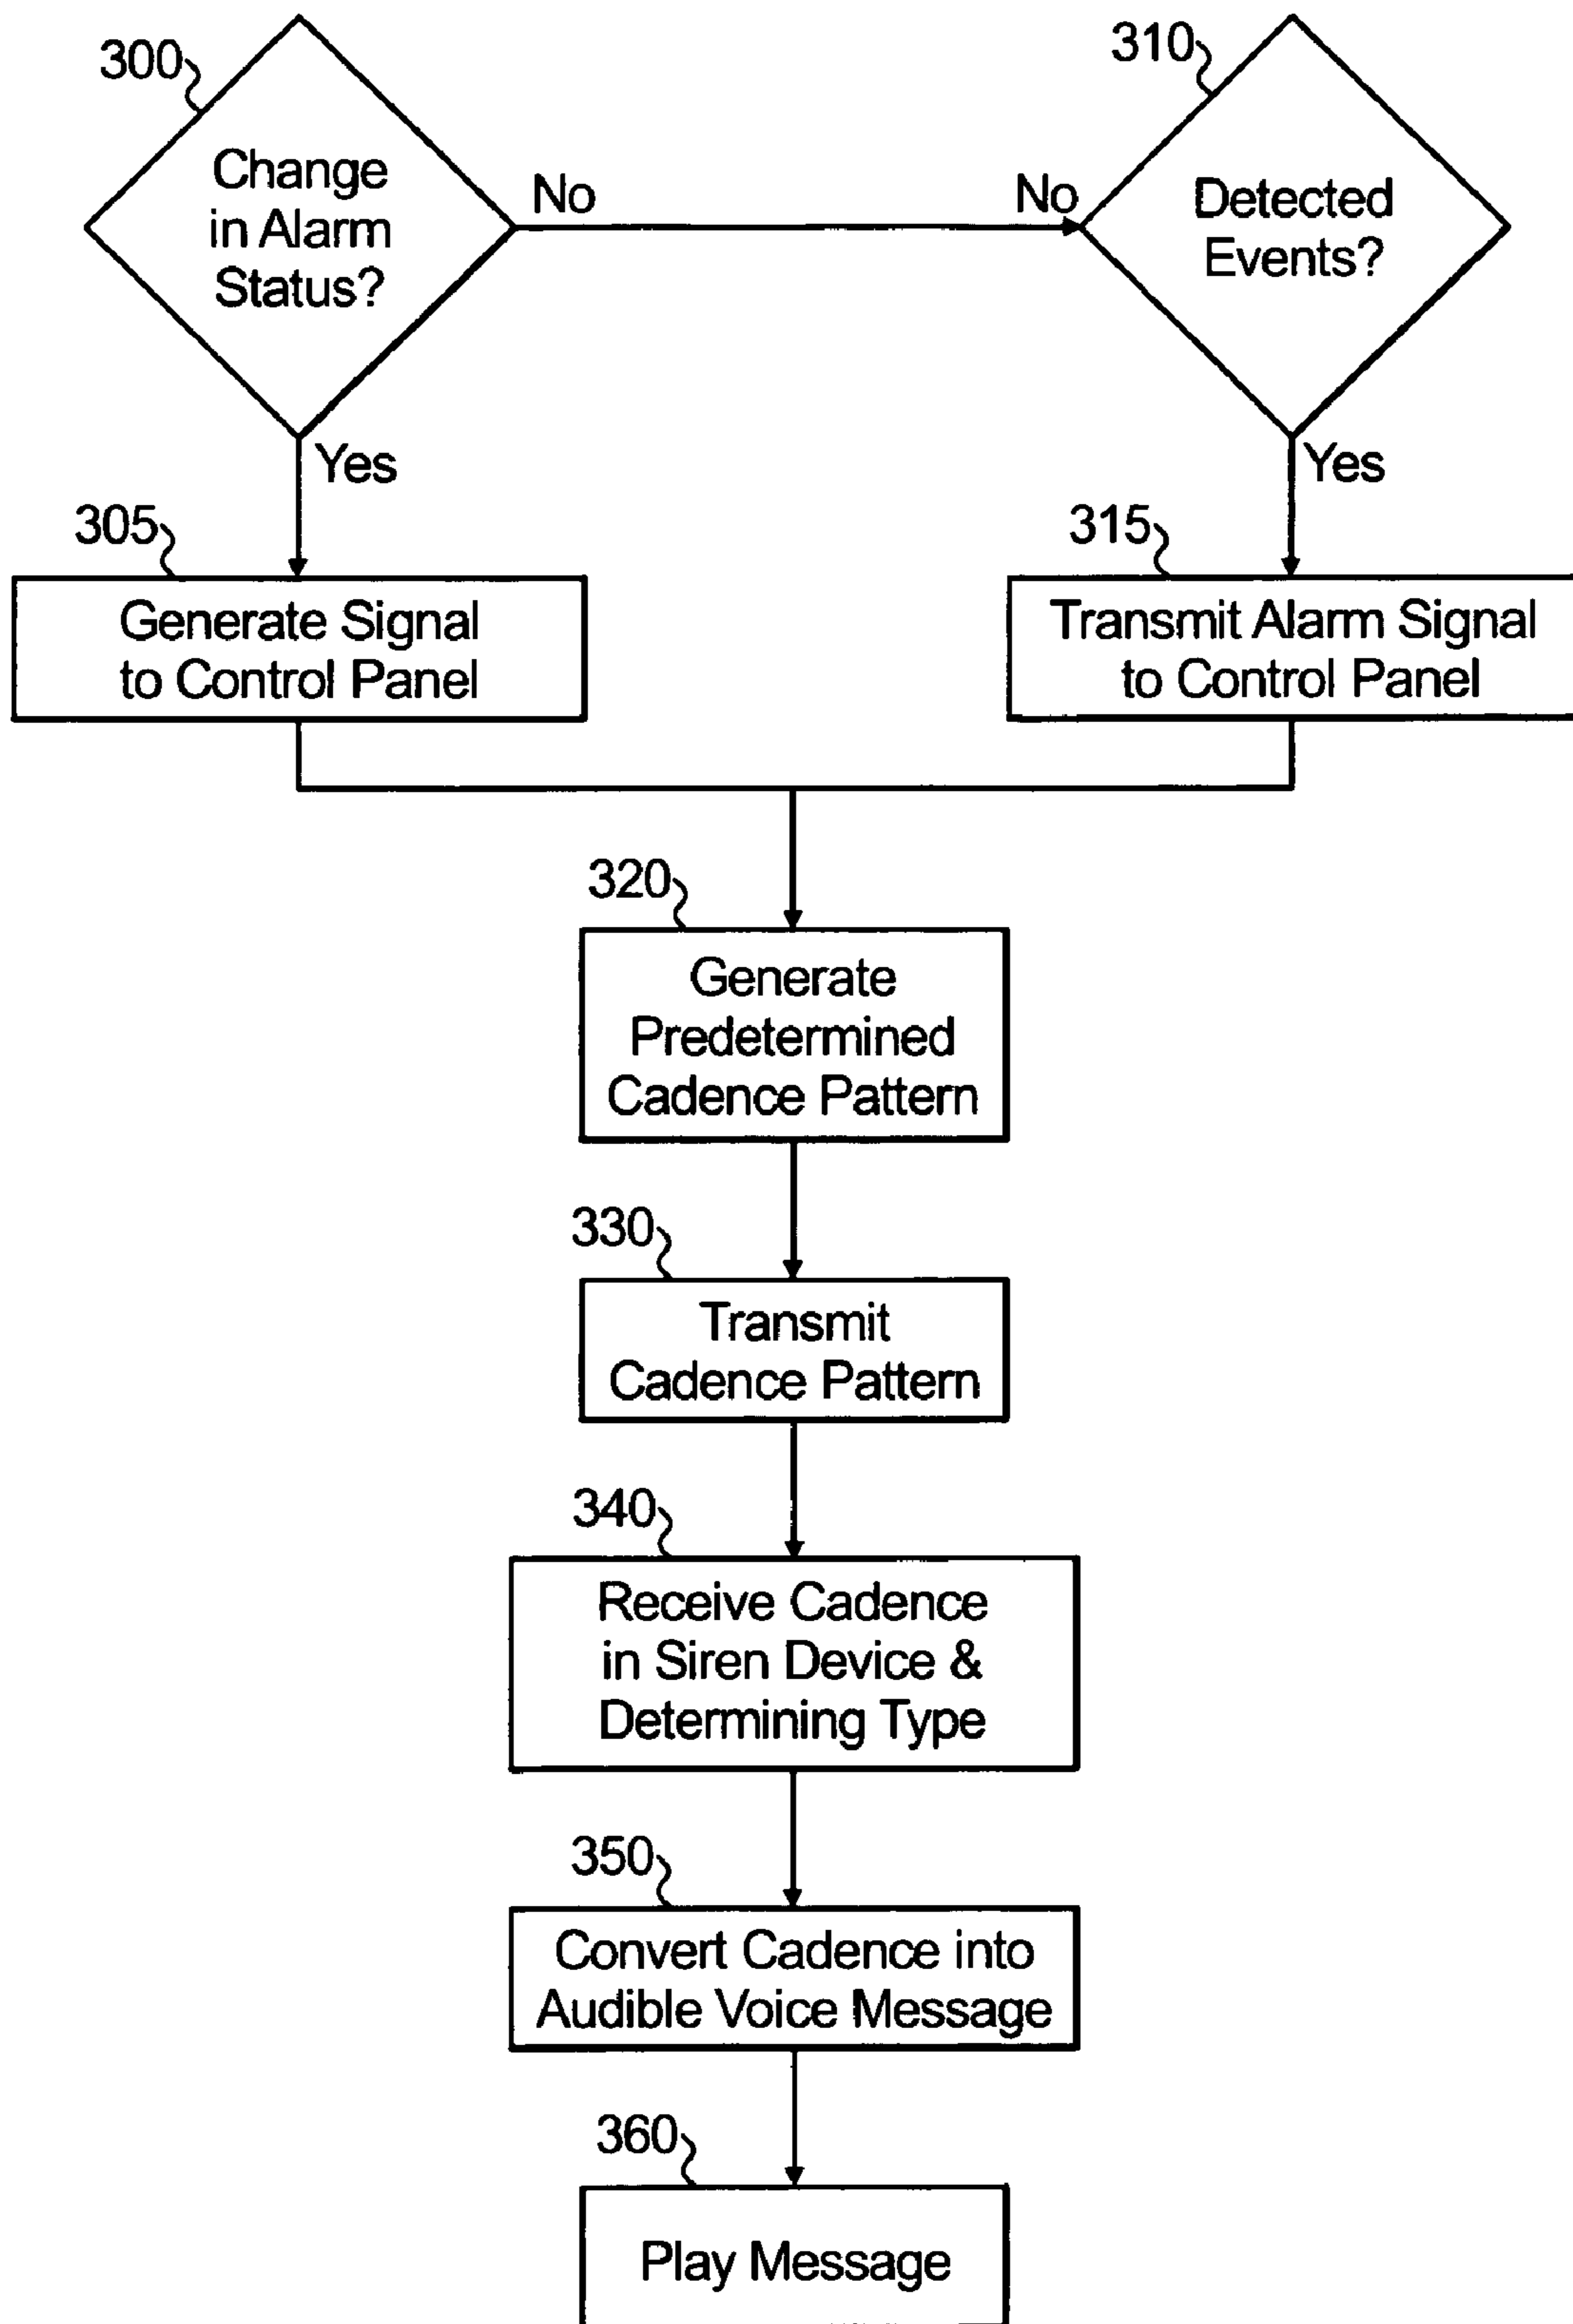 300
Change
in Alarm
Status?
No
No
310
Detected
Events?
Yes
Yes
305
Generate Signal
to Control Panel
315
Transmit Alarm Signal
to Control Panel
320
Generate
Predetermined
Cadence Pattern
330
Transmit
Cadence Pattern
340
Receive Cadence
in Siren Device &
Determining Type
350
Convert Cadence into
Audible Voice Message
360
Play Message